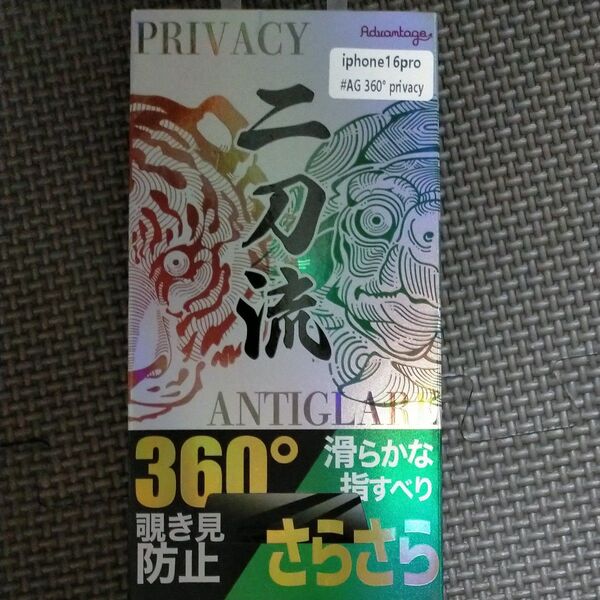 PRIVACY
Advantage
iphone16pro
#AG 360° privacy
二刀流
ANTIGLARE
360°
覗き見
防止
滑らかな
指すべり
さらさら